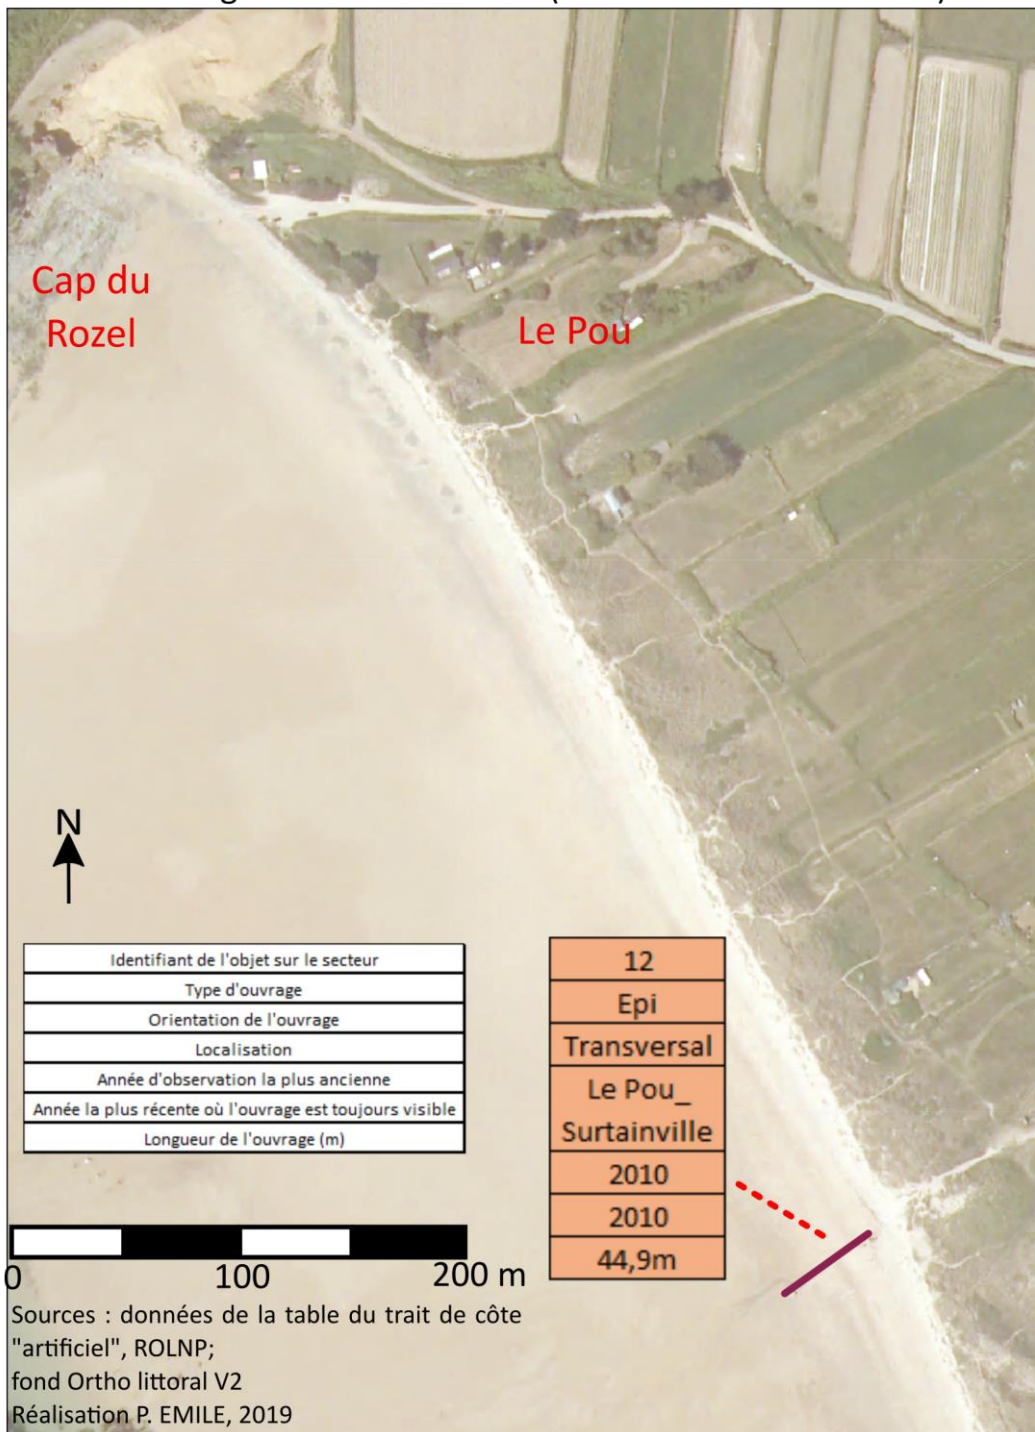 Cap du
Rozel
Le Pou
N
Identifiant de l'objet sur le secteur
Type d'ouvrage
Orientation de l'ouvrage
Localisation
Année d'observation la plus ancienne
Année la plus récente où l'ouvrage est toujours visible
Longueur de l'ouvrage (m)
12
Epi
Transversal
Le Pou_
Surtainville
2010
2010
44,9m
0 100 200 m
Sources : données de la table du trait de côte
"artificiel", ROLNP;
fond Ortho littoral V2
Réalisation P. EMILE, 2019